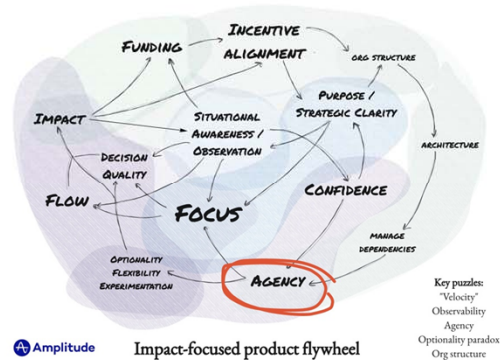 INCENTIVE
ALIGNMENT
FUNDING
ORG STRUCTURE
PURPOSE /
STRATEGIC CLARITY
IMPACT
SITUATIONAL
AWARENESS /
OBSERVATION
ARCHITECTURE
DECISION
QUALITY
CONFIDENCE
FLOW
FOCUS
MANAGE
DEPENDENCIES
OPTIONALITY
FLEXIBILITY
EXPERIMENTATION
AGENCY
Key puzzles:
"Velocity"
Observability
Agency
Optionality paradox
Org structure
Amplitude
Impact-focused product flywheel